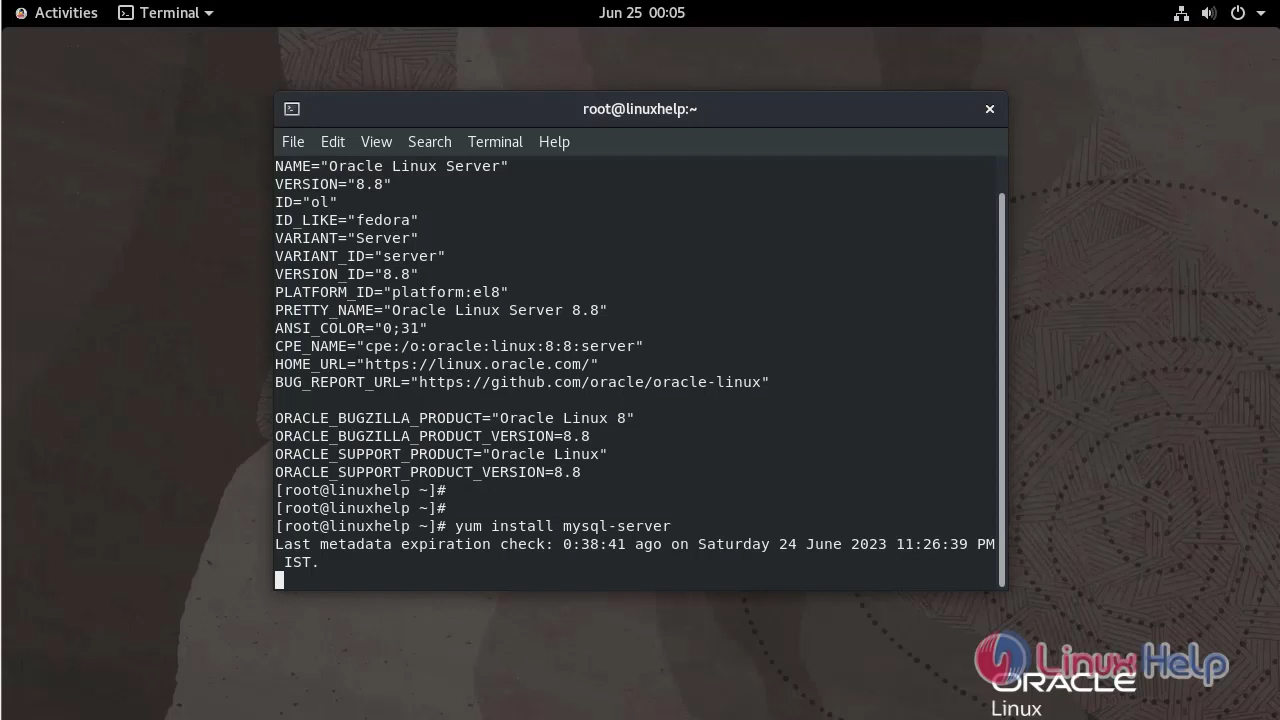 Activities Terminal Jun 25 00:05
root@linuxhelp:~
File Edit View Search Terminal Help
NAME="Oracle Linux Server"
VERSION="8.8"
ID="ol"
ID_LIKE="fedora"
VARIANT="Server"
VARIANT_ID="server"
VERSION_ID="8.8"
PLATFORM_ID="platform:el8"
PRETTY_NAME="Oracle Linux Server 8.8"
ANSI_COLOR="0;31"
CPE_NAME="cpe:/o:oracle:linux:8:8:server"
HOME_URL="https://linux.oracle.com/"
BUG_REPORT_URL="https://github.com/oracle/oracle-linux"

ORACLE_BUGZILLA_PRODUCT="Oracle Linux 8"
ORACLE_BUGZILLA_PRODUCT_VERSION=8.8
ORACLE_SUPPORT_PRODUCT="Oracle Linux"
ORACLE_SUPPORT_PRODUCT_VERSION=8.8
[root@linuxhelp ~]#
[root@linuxhelp ~]#
[root@linuxhelp ~]# yum install mysql-server
Last metadata expiration check: 0:38:41 ago on Saturday 24 June 2023 11:26:39 PM
 IST.
Linux Help
ORACLE
Linux